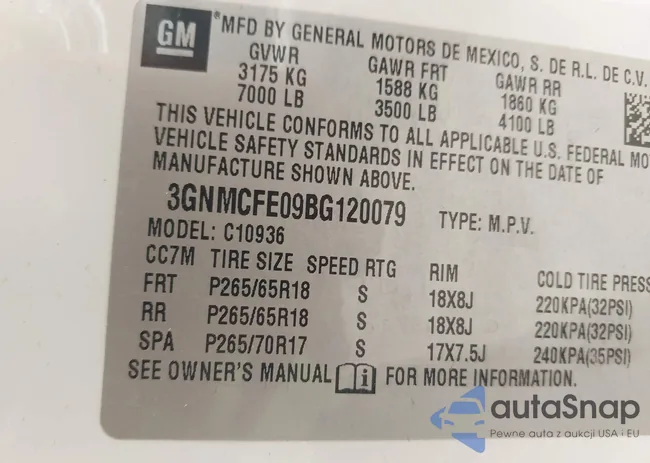 GM
*MFD BY GENERAL MOTORS DE MEXICO, S. DE R.L. DE C.V.
GVWR GAWR FRT GAWR RR
3175 KG 1588 KG 1860 KG
7000 LB 3500 LB 4100 LB
THIS VEHICLE CONFORMS TO ALL APPLICABLE U.S. FEDERAL MO
VEHICLE SAFETY STANDARDS IN EFFECT ON THE DATE OF
MANUFACTURE SHOWN ABOVE.
3GNMCFE09BG120079 TYPE: M.P.V.
MODEL: C10936
CC7M TIRE SIZE SPEED RTG RIM COLD TIRE PRESS
FRT P265/65R18 S 18X8J 220KPA(32PSI)
RR P265/65R18 S 18X8J 220KPA(32PSI)
SPA P265/70R17 S 17X7.5J 240KPA(35PSI)
SEE OWNER'S MANUAL i FOR MORE INFORMATION.
autaSnap
Pewne auta z aukcji USA i EU